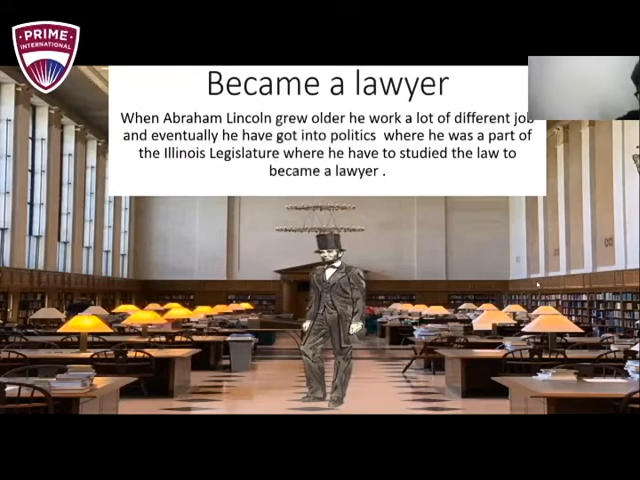 PRIME
INTERNATIONAL
Became a lawyer
When Abraham Lincoln grew older he work a lot of different job
and eventually he have got into politics where he was a part of
the Illinois Legislature where he have to studied the law to
became a lawyer .